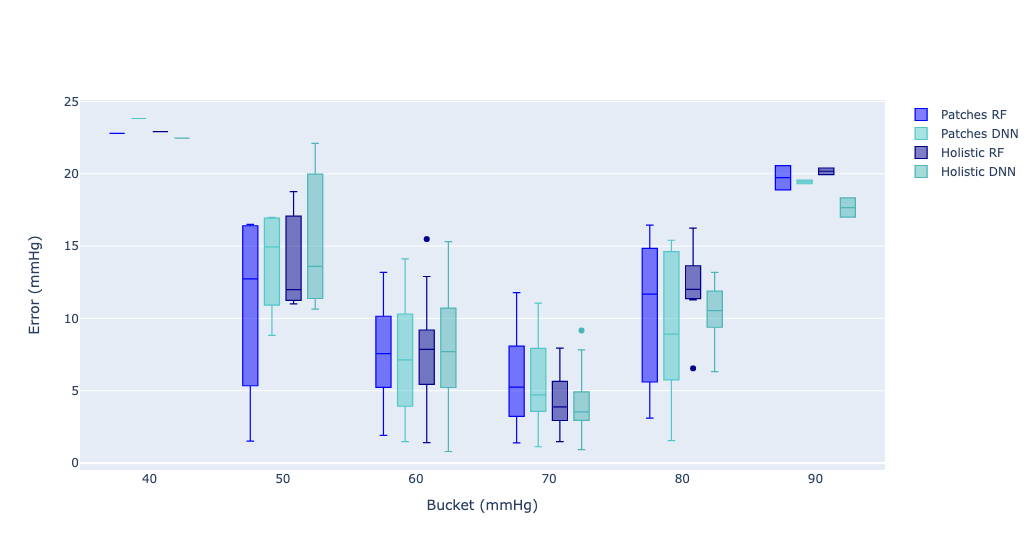 25
20
15
10
5
0
Error (mmHg)
40 50 60 70 80 90
Bucket (mmHg)
Patches RF
Patches DNN
Holistic RF
Holistic DNN